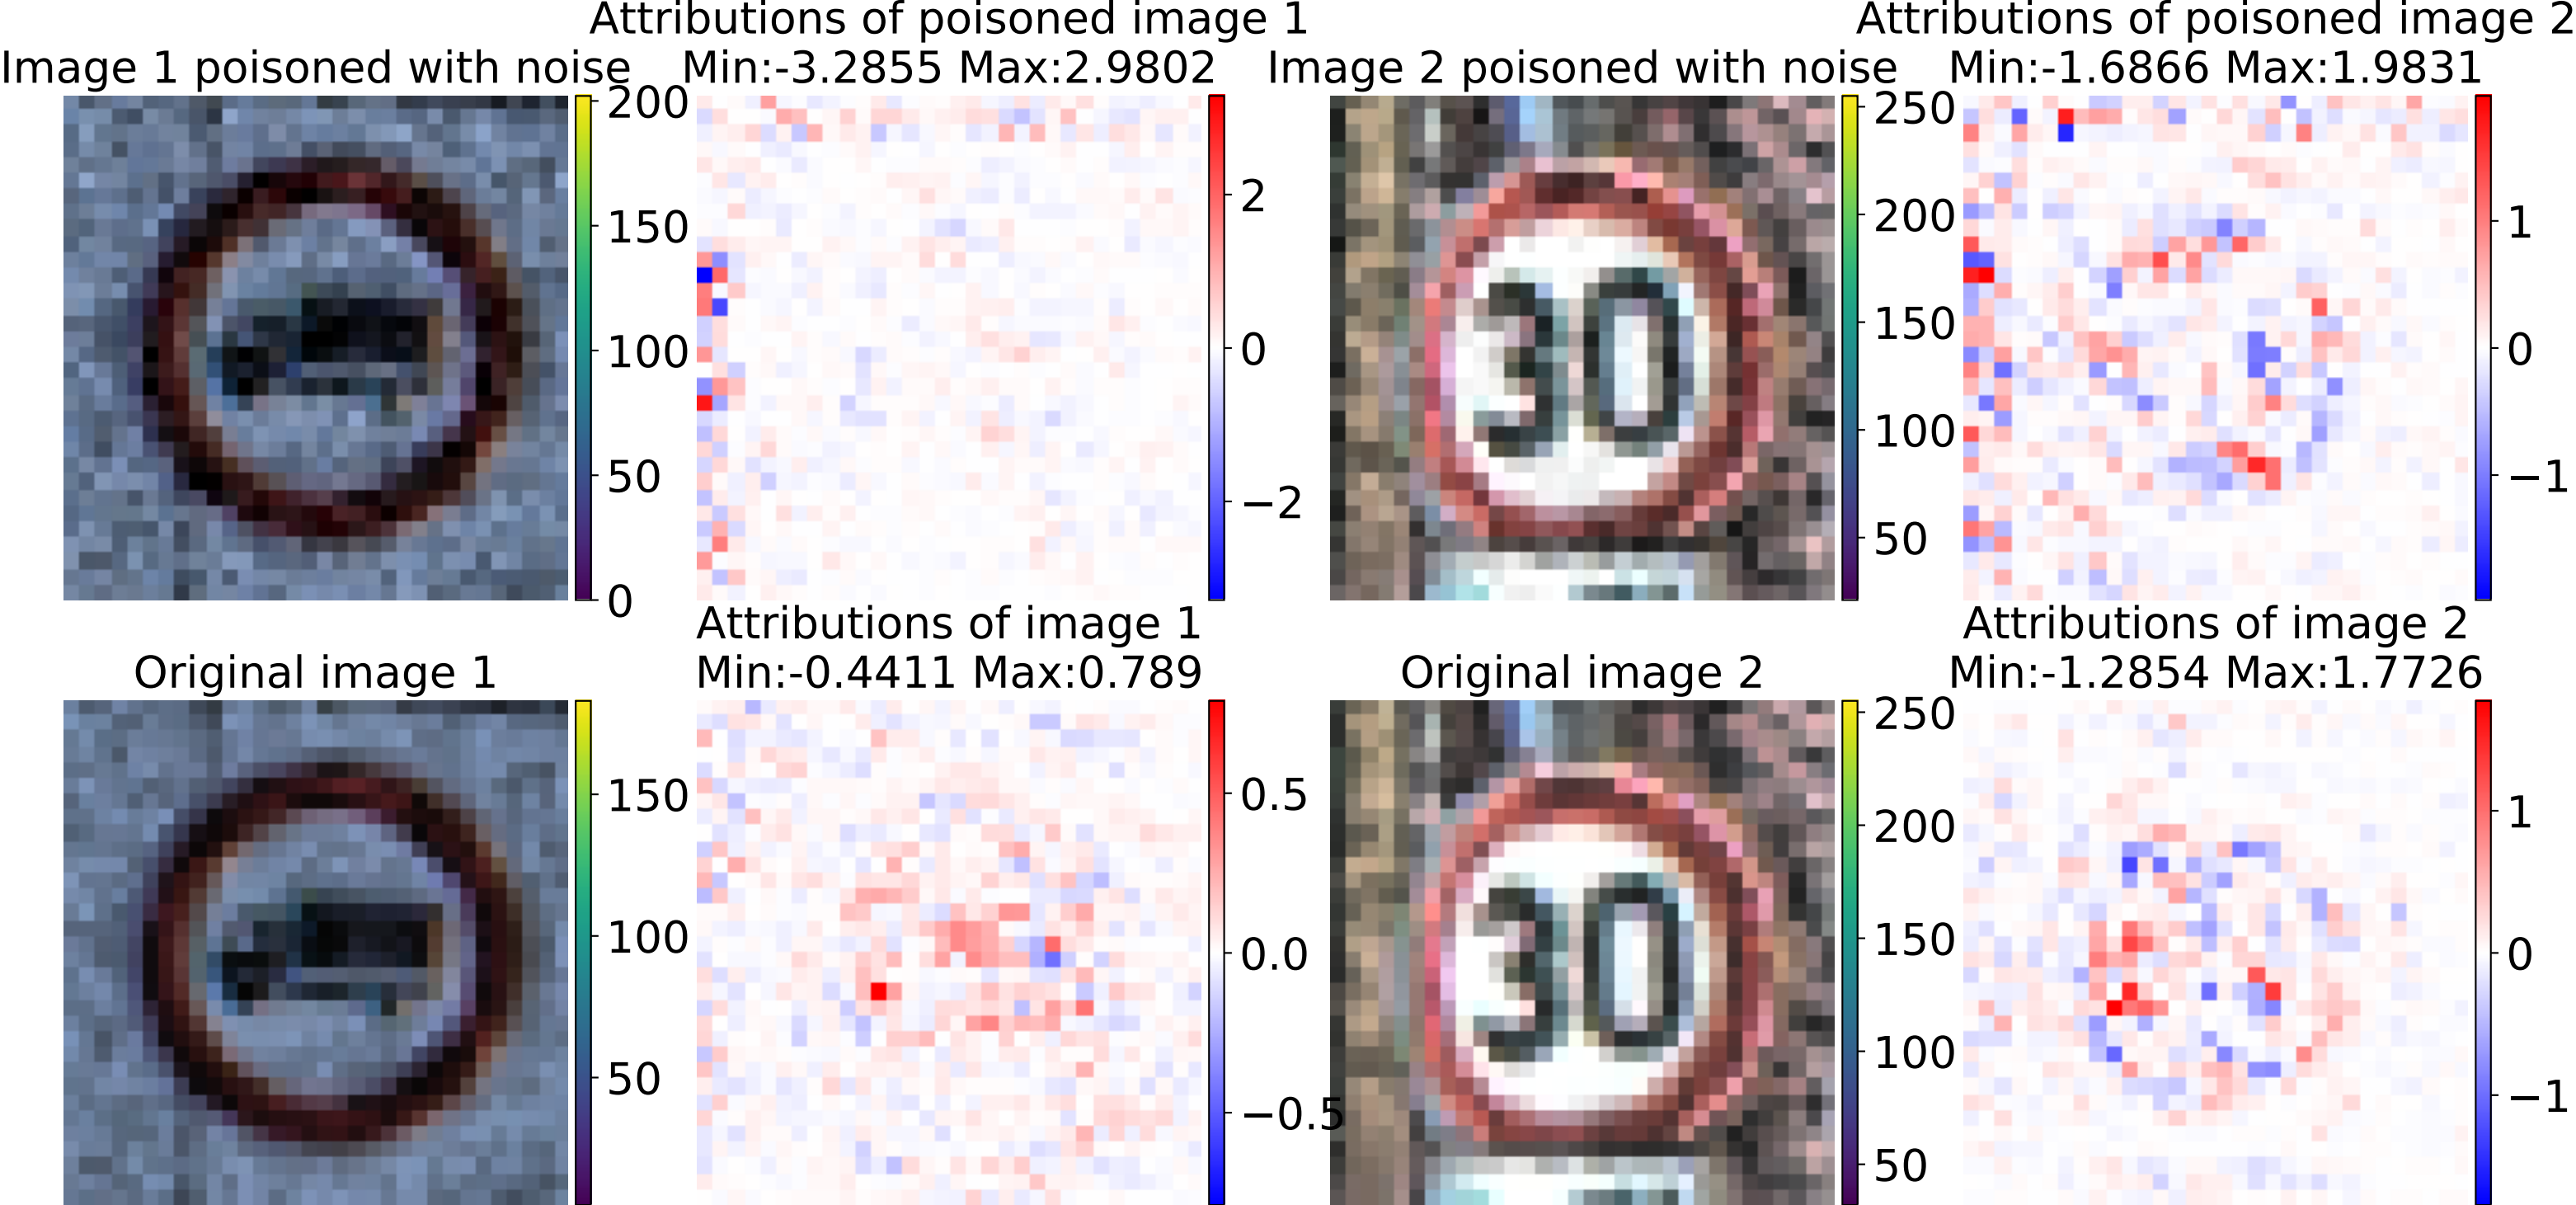 Attributions of poisoned image 1
Attributions of poisoned image 2
Image 1 poisoned with noise
Min:-3.2855 Max:2.9802
Image 2 poisoned with noise
Min:-1.6866 Max:1.9831
200
150
100
50
0
2
0
−2
30
250
200
150
100
50
1
0
−1
Attributions of image 1
Attributions of image 2
Original image 1
Min:-0.4411 Max:0.789
Original image 2
Min:-1.2854 Max:1.7726
150
100
50
0.5
0.0
−0.5
30
250
200
150
100
50
1
0
−1